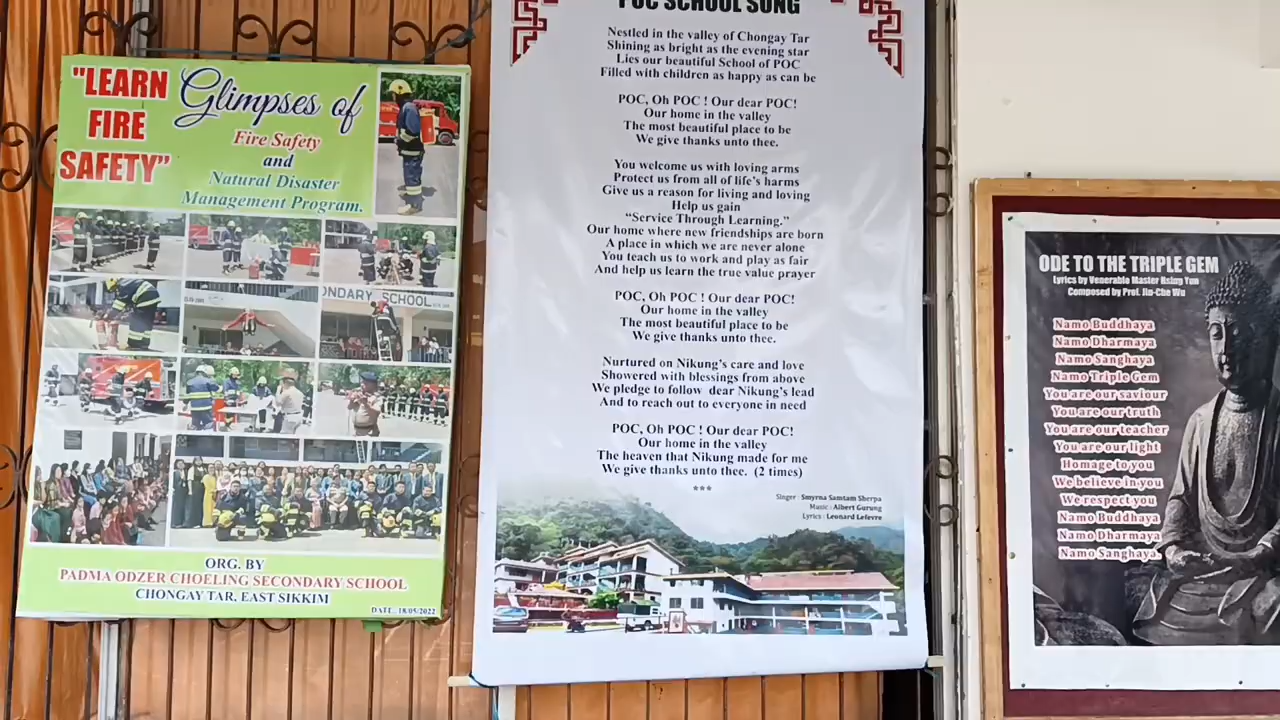 "LEARN
FIRE
SAFETY"
Glimpses of
Fire Safety
and
Natural Disaster
Management Program.
NDARY SCHOOL
ORG. BY
PADMA ODZER CHOELING SECONDARY SCHOOL
CHONGAY TAR, EAST SIKKIM
DATE.. 18/05/2022
POC SCHOOL SONG
Nestled in the valley of Chongay Tar
Shining as bright as the evening star
Lies our beautiful School of POC
Filled with children as happy as can be
POC, Oh POC ! Our dear POC!
Our home in the valley
The most beautiful place to be
We give thanks unto thee.
You welcome us with loving arms
Protect us from all of life's harms
Give us a reason for living and loving
Help us gain
“Service Through Learning.”
Our home where new friendships are born
A place in which we are never alone
You teach us to work and play as fair
And help us learn the true value prayer
POC, Oh POC ! Our dear POC!
Our home in the valley
The most beautiful place to be
We give thanks unto thee.
Nurtured on Nikung's care and love
Showered with blessings from above
We pledge to follow dear Nikung's lead
And to reach out to everyone in need
POC, Oh POC ! Our dear POC!
Our home in the valley
The heaven that Nikung made for me
We give thanks unto thee. (2 times)
***
Singer : Smyrna Samtam Sherpa
Music : Albert Gurung
Lyrics : Leonard Lefevre
ODE TO THE TRIPLE GEM
Lyrics by Venerable Master Hsing Yun
Composed by Prof. Jin-Che Wu
Namo Buddhaya
Namo Dharmaya
Namo Sanghaya
Namo Triple Gem
You are our saviour
You are our truth
You are our teacher
You are our light
Homage to you
We believe in you
We respect you
Namo Buddhaya
Namo Dharmaya
Namo Sanghaya.